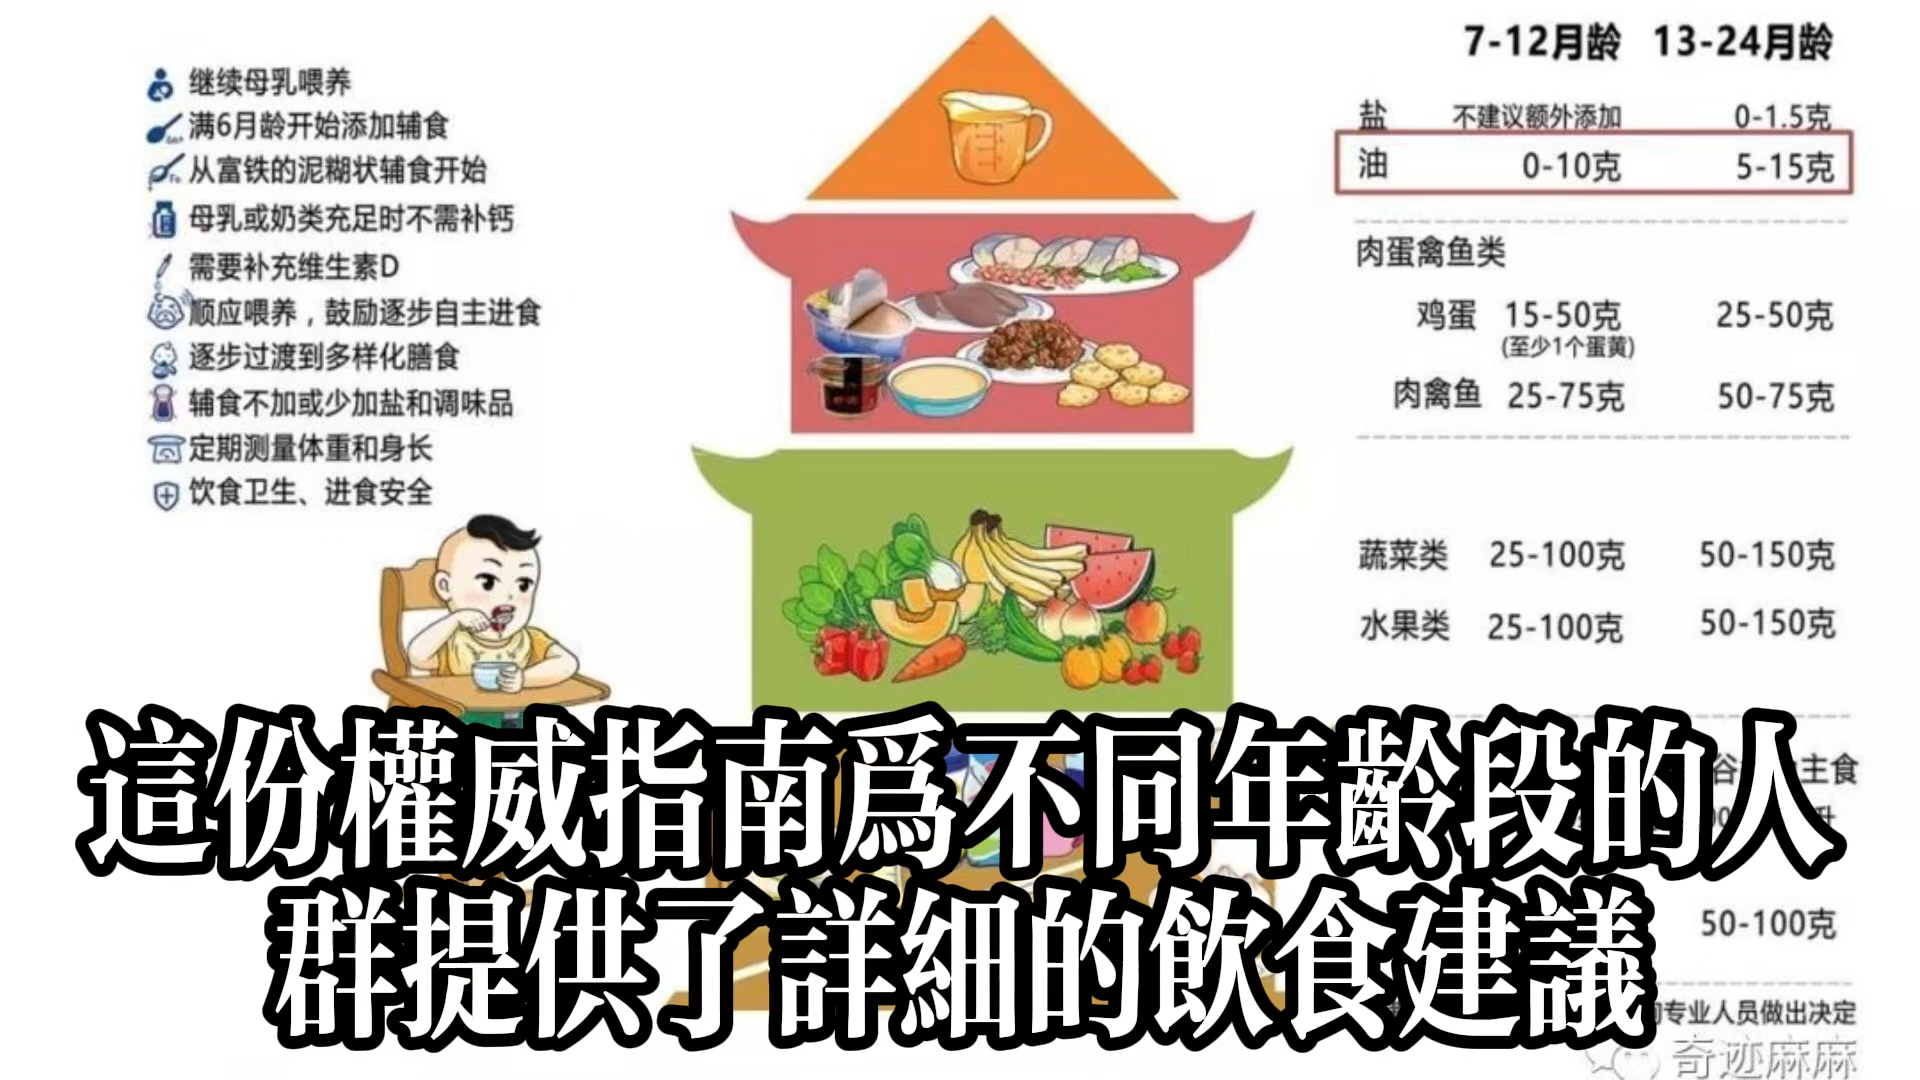 继续母乳喂养
满6月龄开始添加辅食
从富铁的泥糊状辅食开始
母乳或奶类充足时不需补钙
需要补充维生素D
顺应喂养，鼓励逐步自主进食
逐步过渡到多样化膳食
辅食不加或少加盐和调味品
定期测量体重和身长
饮食卫生、进食安全
7-12月龄 13-24月龄
盐 不建议额外添加 0-1.5克
油 0-10克 5-15克
肉蛋禽鱼类
鸡蛋 15-50克 25-50克
(至少1个蛋黄)
肉禽鱼 25-75克 50-75克
蔬菜类 25-100克 50-150克
水果类 25-100克 50-150克
主食
50-100克
专业人员做出决定
奇迹麻麻
這份權威指南爲不同年齡段的人
群提供了詳細的飲食建議